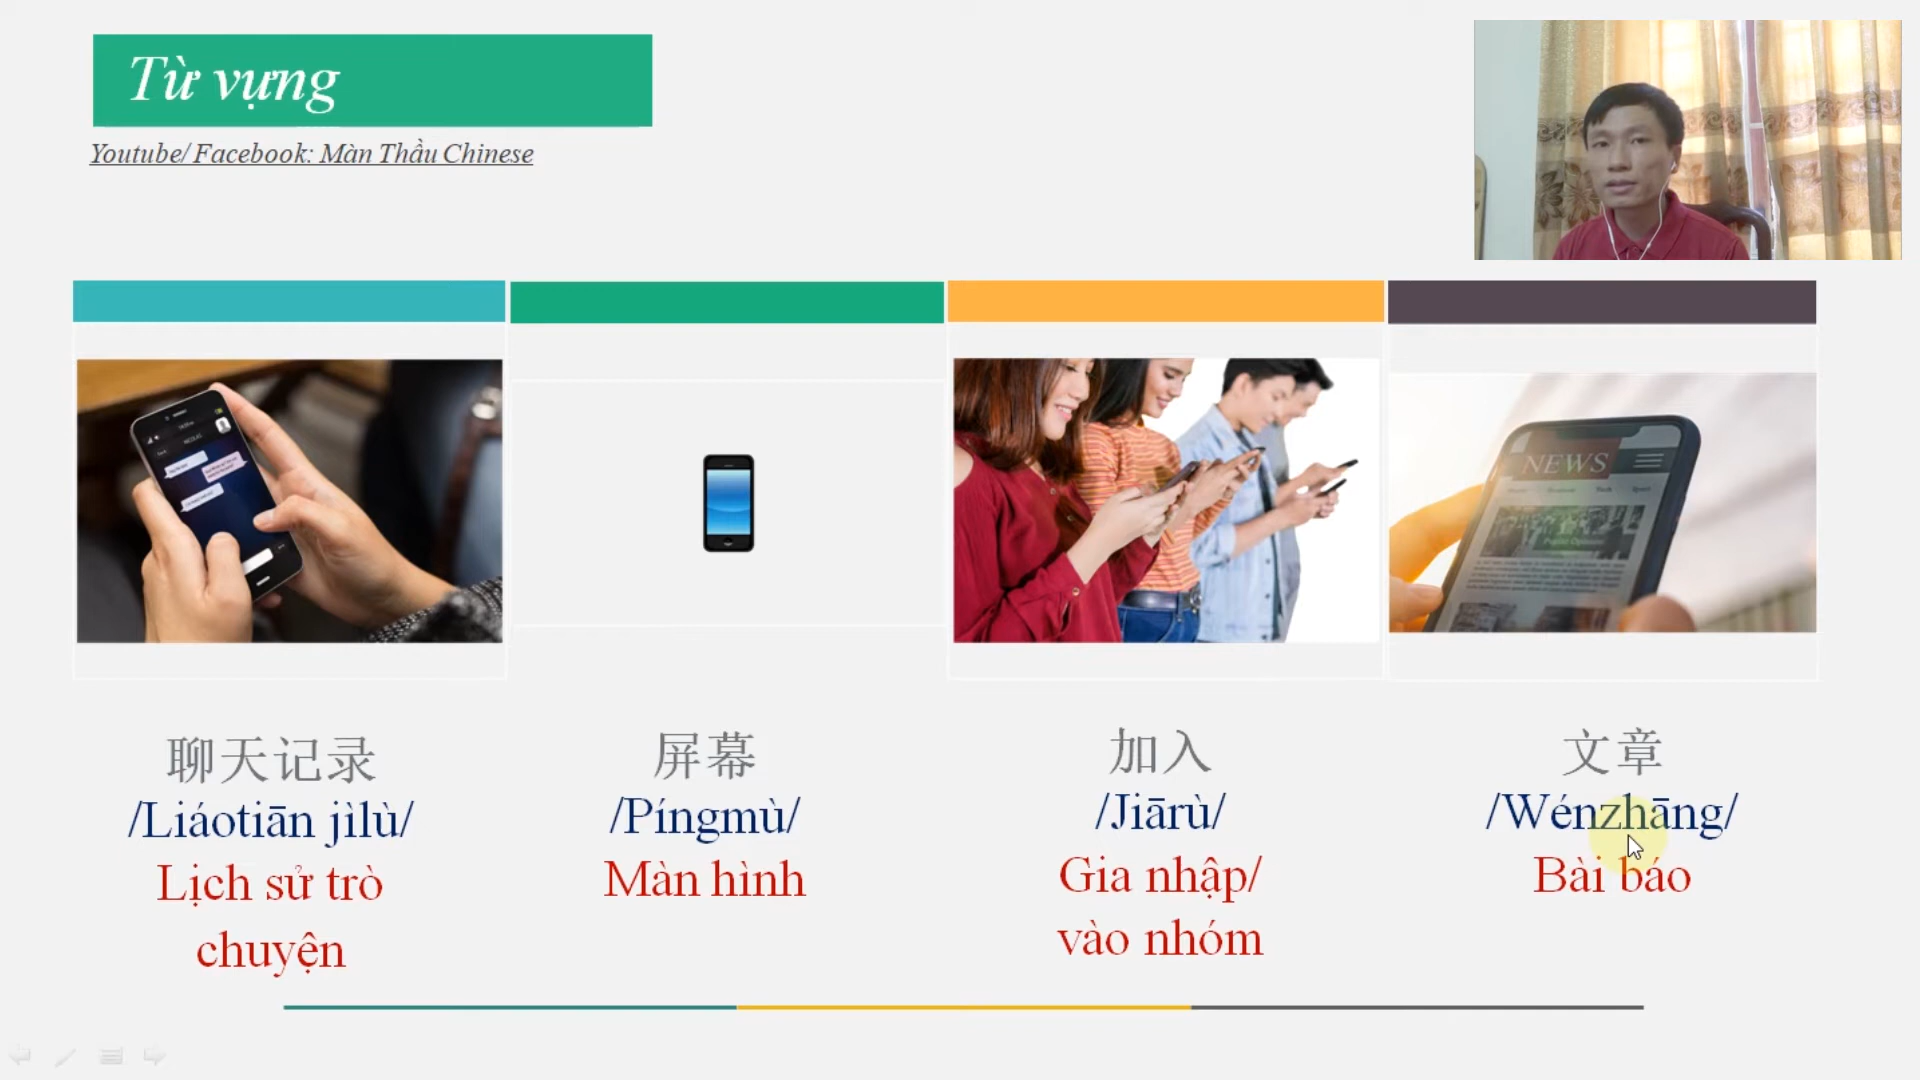 Từ vựng
Youtube/ Facebook: Màn Thầu Chinese
NEWS
聊天记录
/Liáotiān jìlù/
Lịch sử trò
chuyện
屏幕
/Píngmù/
Màn hình
加入
/Jiārù/
Gia nhập/
vào nhóm
文章
/Wénzhāng/
Bài báo